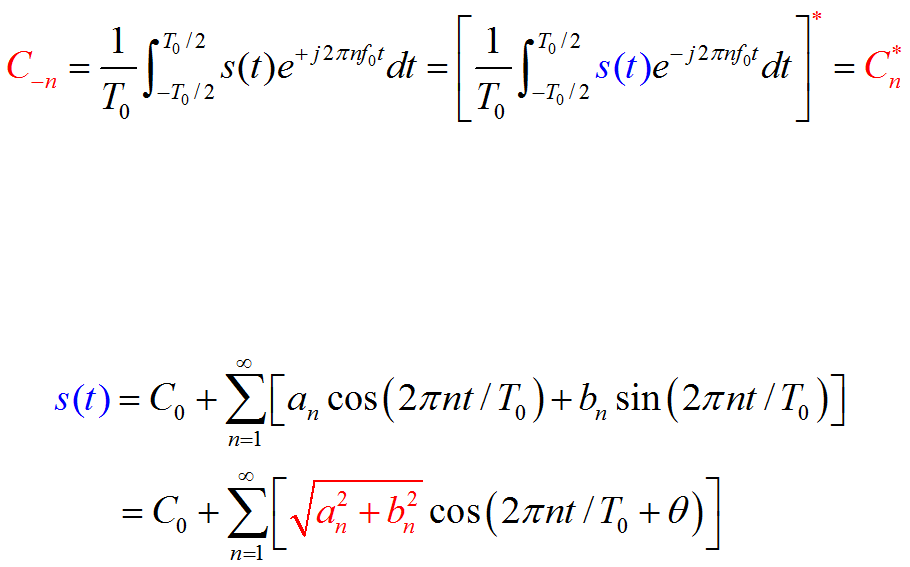 C_{-n} = \frac{1}{T_0} \int_{-T_0/2}^{T_0/2} s(t) e^{+j2\pi n f_0 t} dt = \left[ \frac{1}{T_0} \int_{-T_0/2}^{T_0/2} s(t) e^{-j2\pi n f_0 t} dt \right]^* = C_n^*
s(t) = C_0 + \sum_{n=1}^{\infty} \left[ a_n \cos(2\pi nt / T_0) + b_n \sin(2\pi nt / T_0) \right]
= C_0 + \sum_{n=1}^{\infty} \left[ \sqrt{a_n^2 + b_n^2} \cos(2\pi nt / T_0 + \theta) \right]